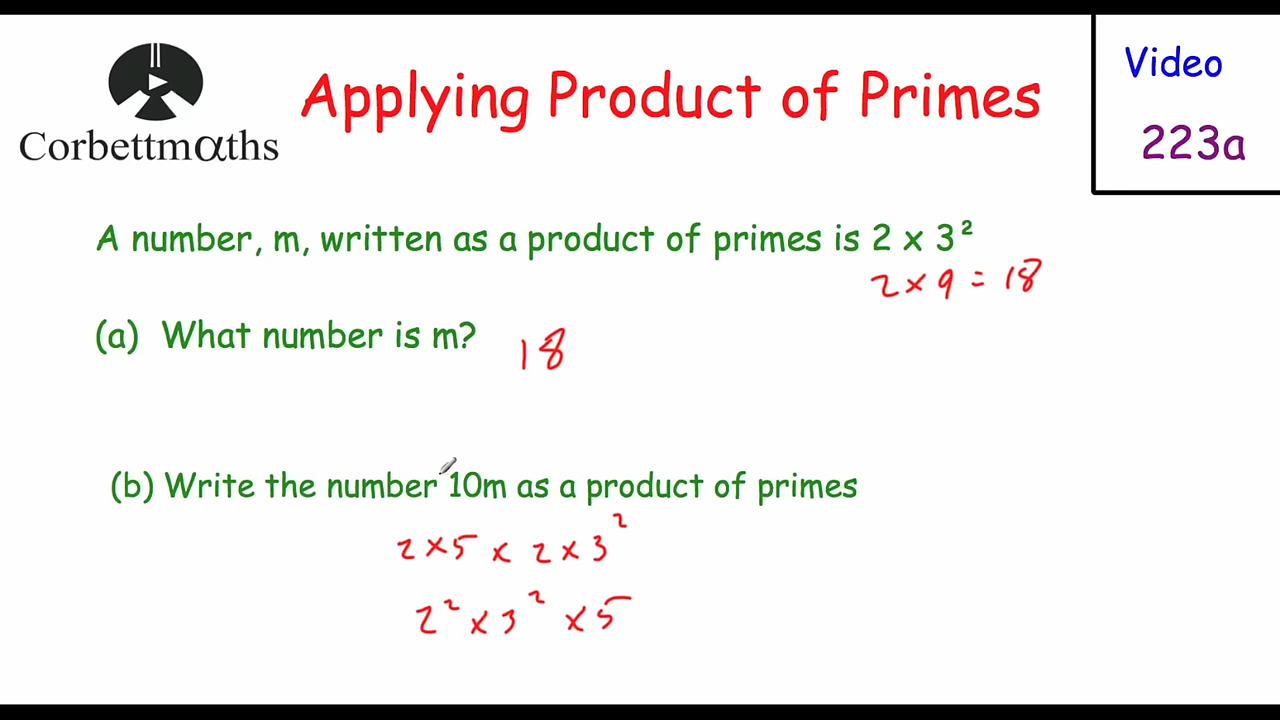 Corbettmαths
Applying Product of Primes
Video
223a
A number, m, written as a product of primes is 2 x 3²
2 × 9 = 18
(a) What number is m?
18
(b) Write the number 10m as a product of primes
2 × 5 × 2 × 3²
2² × 3² × 5